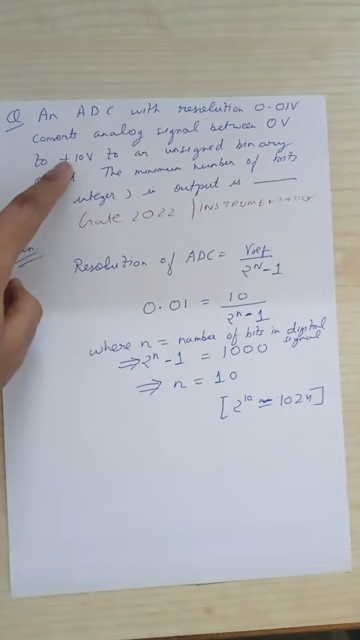 Q An ADC with resolution 0.01V
converts analog signal between 0V
to +10V to an unsigned binary
The minimum number of bits
integer) in output is ____
Gate 2022 | INSTRUMENTATIO
Resolution of ADC = Vref / 2^N - 1
0.01 = 10 / 2^n - 1
where n = number of bits in digital signal
⇒ 2^n - 1 = 1000
⇒ n = 10
[2^10 = 1024]